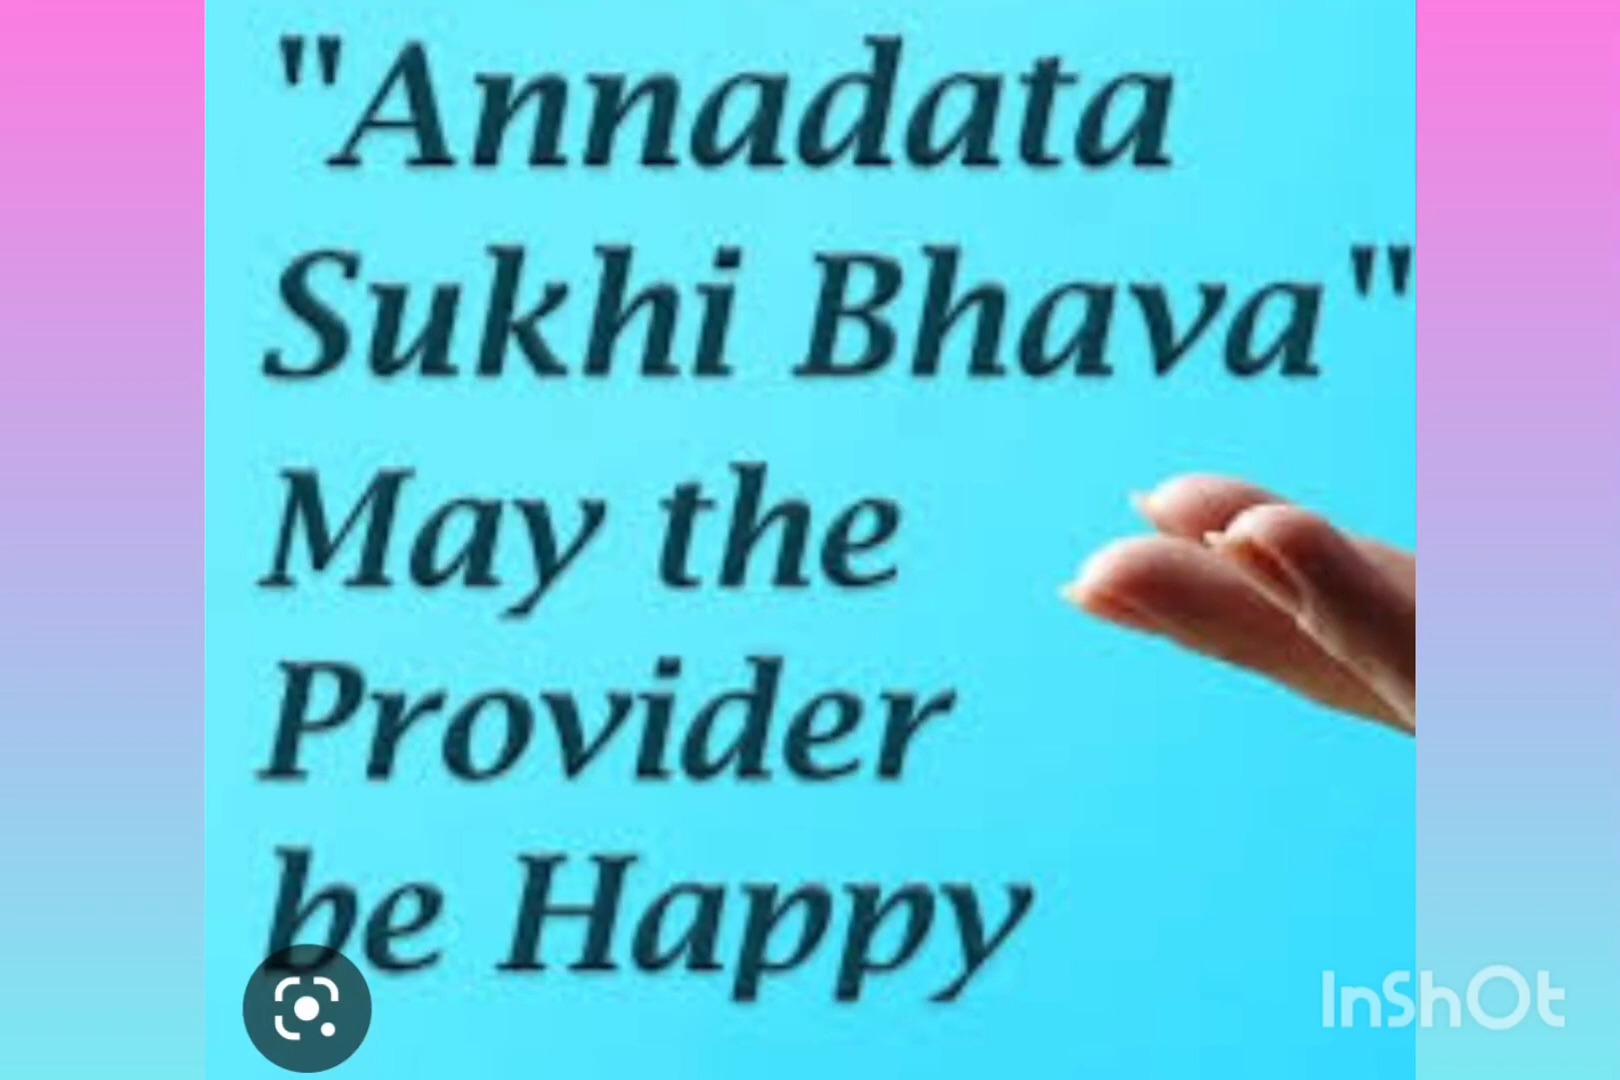 "Annadata
Sukhi Bhava"
May the
Provider
be Happy
InShOt